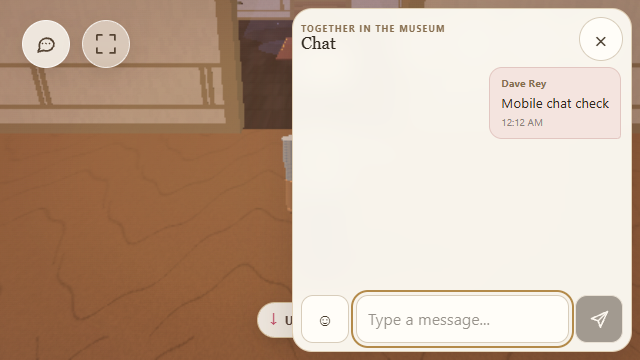 TOGETHER IN THE MUSEUM
Chat
Dave Rey
Mobile chat check
12:12 AM
U
Type a message...